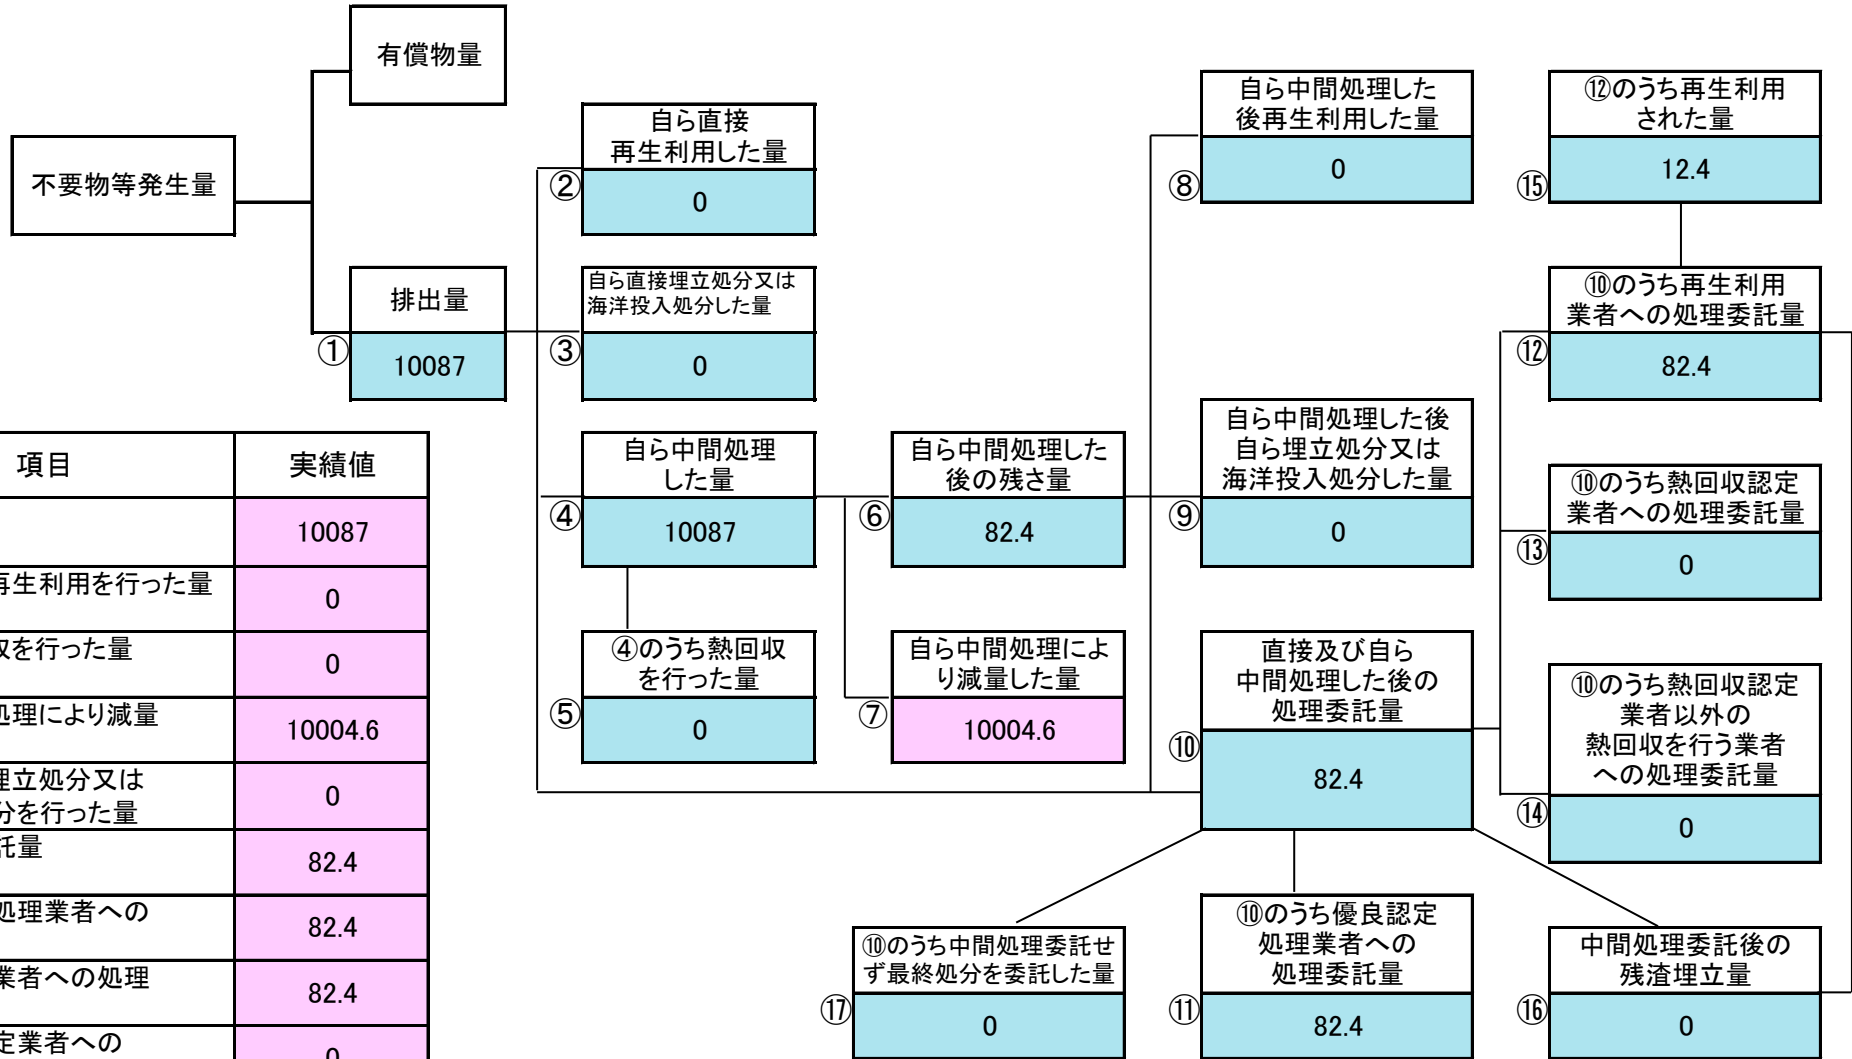 有償物量
不要物等発生量
排出量
①
10087
自ら直接
再生利用した量
②
0
自ら直接埋立処分又は
海洋投入処分した量
③
0
自ら中間処理
した量
④
10087
④のうち熱回収
を行った量
⑤
0
自ら中間処理した
後の残さ量
⑥
82.4
自ら中間処理によ
り減量した量
⑦
10004.6
自ら中間処理した
後再生利用した量
⑧
0
自ら中間処理した後
自ら埋立処分又は
海洋投入処分した量
⑨
0
直接及び自ら
中間処理した後の
処理委託量
⑩
82.4
⑩のうち優良認定
処理業者への
処理委託量
⑪
82.4
⑫のうち再生利用
された量
⑮
12.4
⑩のうち再生利用
業者への処理委託量
⑫
82.4
⑩のうち熱回収認定
業者への処理委託量
⑬
0
⑩のうち熱回収認定
業者以外の
熱回収を行う業者
への処理委託量
⑭
0
中間処理委託後の
残渣埋立量
⑯
0
⑩のうち中間処理委託せ
ず最終処分を委託した量
⑰
0
項目 実績値
10087
再生利用を行った量 0
を行った量 0
処理により減量 10004.6
埋立処分又は
分を行った量 0
託量 82.4
処理業者への 82.4
業者への処理 82.4
定業者への 0